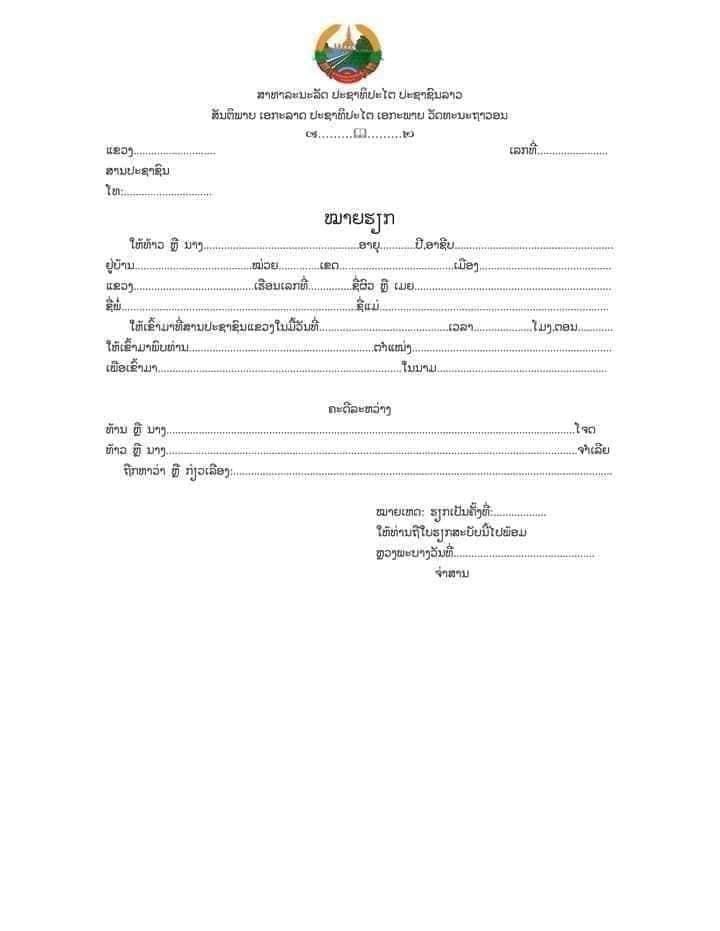 ສາທາລະນະລັດ ປະຊາທິປະໄຕ ປະຊາຊົນລາວ
ສັນຕິພາບ ເອກະລາດ ປະຊາທິປະໄຕ ເອກະພາບ ວັດທະນະຖາວອນ
ແຂວງ............................ ເລກທີ່........................
ສານປະຊາຊົນ
ໂທ:..............................
ໝາຍຮຽກ
ໃຫ້ທ້າວ ຫຼື ນາງ.....................................................ອາຍຸ............ປີ,ອາຊີບ......................................................
ຢູ່ບ້ານ........................................ໝ່ວຍ..............ເຂດ.......................................ເມືອງ.............................................
ແຂວງ.........................................ເຮືອນເລກທີ່...............ຊື່ຜົວ ຫຼື ເມຍ...................................................................
ຊື່ພໍ່................................................................................ຊື່ແມ່..............................................................................
ໃຫ້ເຂົ້າມາທີ່ສານປະຊາຊົນແຂວງໃນມື້ວັນທີ່............................................ເວລາ....................ໂມງ,ຕອນ............
ໃຫ້ເຂົ້າມາພົບທ່ານ...............................................................ຕຳແໜ່ງ....................................................................
ເພື່ອເຂົ້າມາ...................................................................................ໃນນາມ..........................................................
ຄະດີລະຫວ່າງ
ທ້ານ ຫຼື ນາງ...........................................................................................................................................ໂຈດ
ທ້າວ ຫຼື ນາງ............................................................................................................................................ຈຳເລີຍ
ຖືກຫາວ່າ ຫຼື ກ່ຽວເລື່ອງ:.................................................................................................................................
ໝາຍເຫດ: ຮຽກເປັນຄັ້ງທີ່:..................
ໃຫ້ທ່ານຖືໃບຮຽກສະບັບນີ້ໄປພ້ອມ
ຫຼວງພະບາງວັນທີ່................................................
ຈ່າສານ